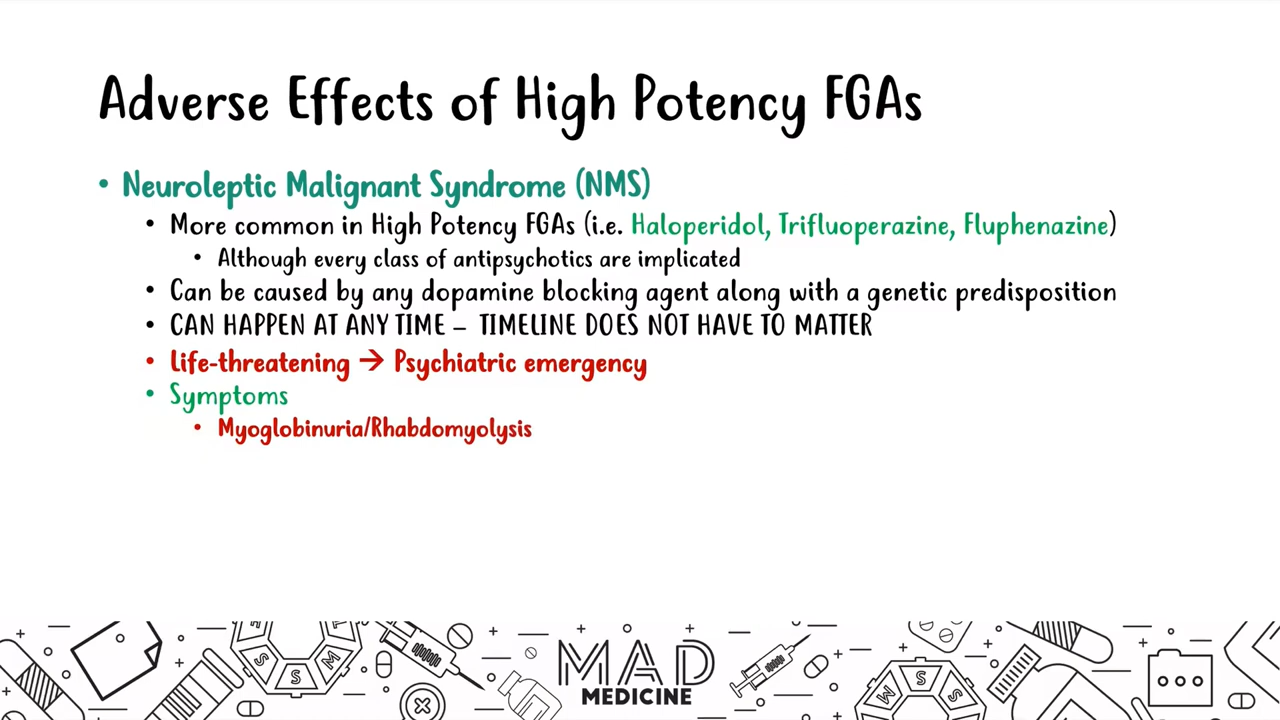 Adverse Effects of High Potency FGAs
• Neuroleptic Malignant Syndrome (NMS)
• More common in High Potency FGAs (i.e. Haloperidol, Trifluoperazine, Fluphenazine)
• Although every class of antipsychotics are implicated
• Can be caused by any dopamine blocking agent along with a genetic predisposition
• CAN HAPPEN AT ANY TIME – TIMELINE DOES NOT HAVE TO MATTER
• Life-threatening → Psychiatric emergency
• Symptoms
• Myoglobinuria/Rhabdomyolysis
MAD
MEDICINE